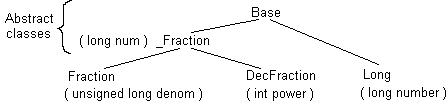 Base
Abstract
classes
( long num ) _Fraction
Fraction DecFraction Long
( unsigned long denom ) ( int power ) ( long number )